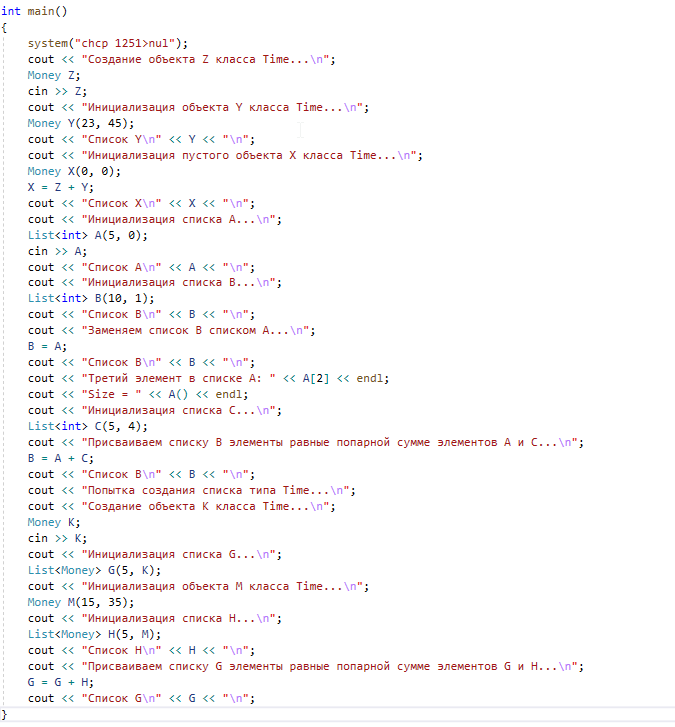 int main()
{
system("chcp 1251>nul");
cout << "Создание объекта Z класса Time...\n";
Money Z;
cin >> Z;
cout << "Инициализация объекта Y класса Time...\n";
Money Y(23, 45);
cout << "Список Y\n" << Y << "\n";
cout << "Инициализация пустого объекта X класса Time...\n";
Money X(0, 0);
X = Z + Y;
cout << "Список X\n" << X << "\n";
cout << "Инициализация списка A...\n";
List<int> A(5, 0);
cin >> A;
cout << "Список A\n" << A << "\n";
cout << "Инициализация списка B...\n";
List<int> B(10, 1);
cout << "Список B\n" << B << "\n";
cout << "Заменяем список B списком A...\n";
B = A;
cout << "Список B\n" << B << "\n";
cout << "Третий элемент в списке A: " << A[2] << endl;
cout << "Size = " << A() << endl;
cout << "Инициализация списка C...\n";
List<int> C(5, 4);
cout << "Присваиваем списку B элементы равные попарной сумме элементов A и C...\n";
B = A + C;
cout << "Список B\n" << B << "\n";
cout << "Попытка создания списка типа Time...\n";
cout << "Создание объекта K класса Time...\n";
Money K;
cin >> K;
cout << "Инициализация списка G...\n";
List<Money> G(5, K);
cout << "Инициализация объекта M класса Time...\n";
Money M(15, 35);
cout << "Инициализация списка H...\n";
List<Money> H(5, M);
cout << "Список H\n" << H << "\n";
cout << "Присваиваем списку G элементы равные попарной сумме элементов G и H...\n";
G = G + H;
cout << "Список G\n" << G << "\n";
}